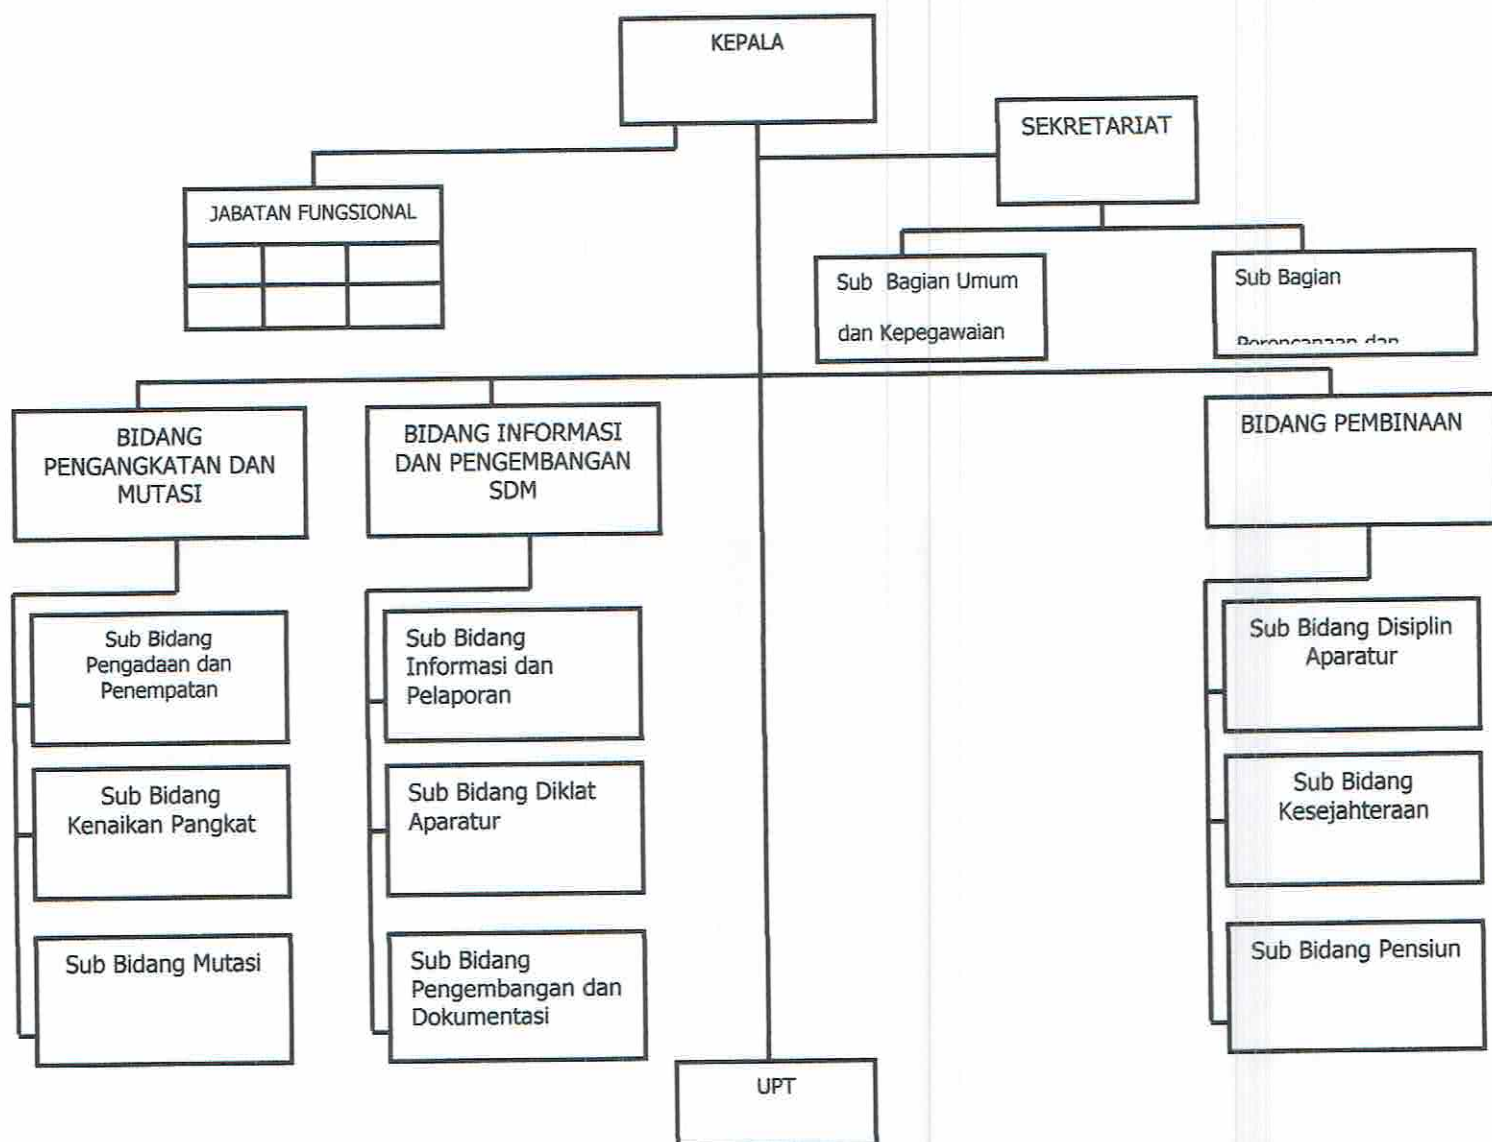 KEPALA
SEKRETARIAT
JABATAN FUNGSIONAL
Sub Bagian Umum
dan Kepegawaian
Sub Bagian
Perencanaan dan
BIDANG
PENGANGKATAN DAN
MUTASI
BIDANG INFORMASI
DAN PENGEMBANGAN
SDM
BIDANG PEMBINAAN
Sub Bidang
Pengadaan dan
Penempatan
Sub Bidang
Kenaikan Pangkat
Sub Bidang Mutasi
Sub Bidang
Informasi dan
Pelaporan
Sub Bidang Diklat
Aparatur
Sub Bidang
Pengembangan dan
Dokumentasi
Sub Bidang Disiplin
Aparatur
Sub Bidang
Kesejahteraan
Sub Bidang Pensiun
UPT